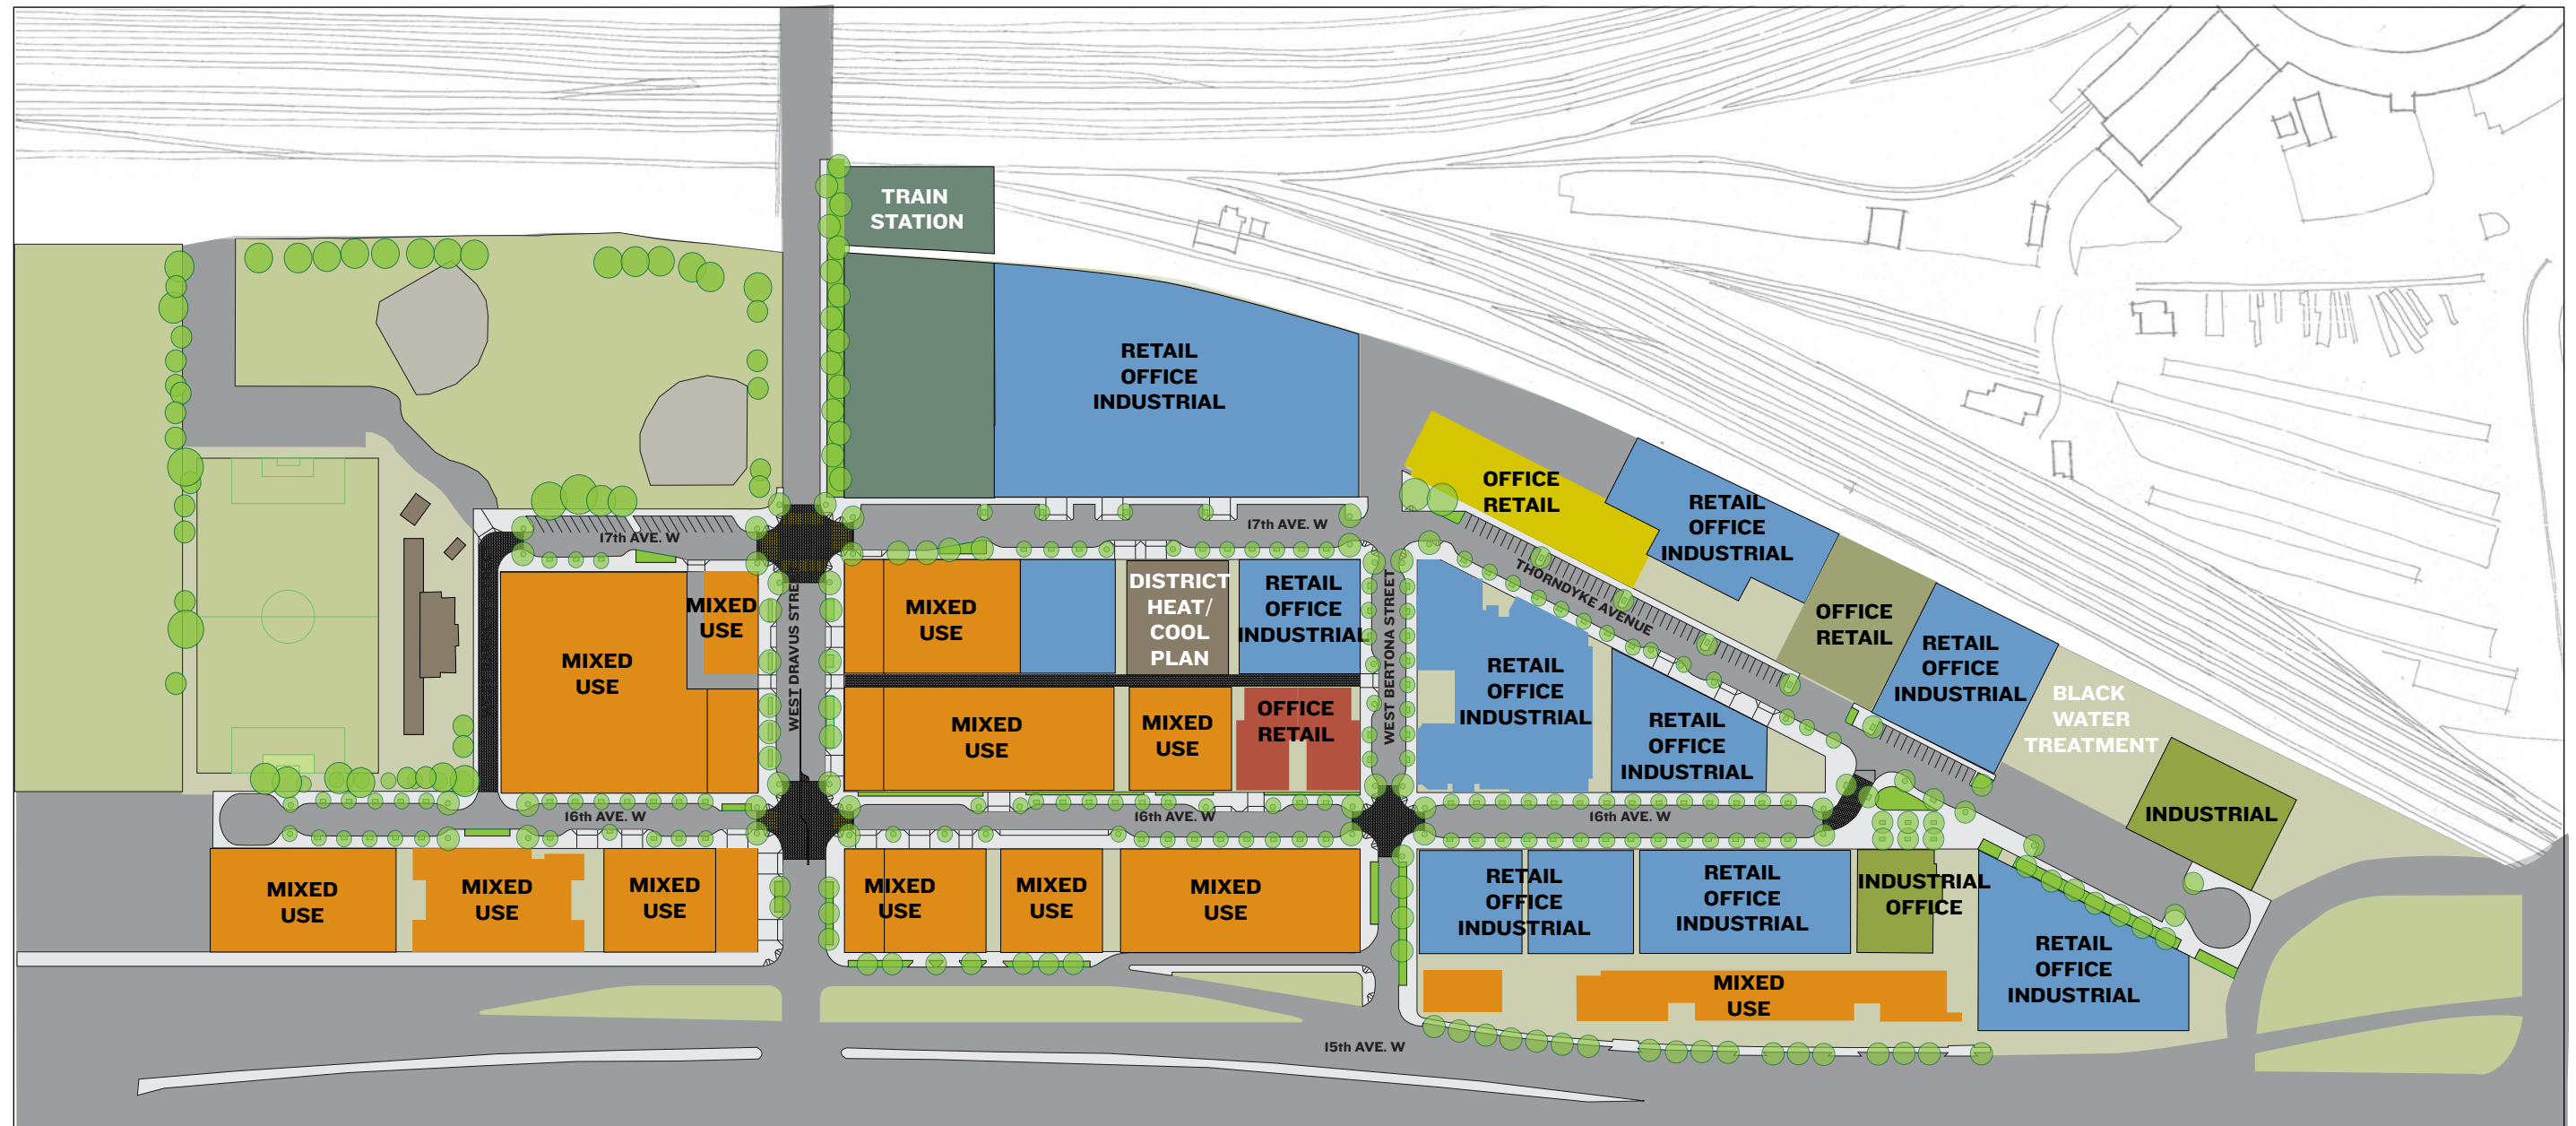 TRAIN
STATION
RETAIL
OFFICE
INDUSTRIAL
OFFICE
RETAIL
RETAIL
OFFICE
INDUSTRIAL
17th AVE. W
17th AVE. W
THORNDYKE AVENUE
MIXED
USE
MIXED
USE
WEST DRAVUS STREE
MIXED
USE
DISTRICT
HEAT/
COOL
PLAN
RETAIL
OFFICE
INDUSTRIAL
WEST BERTONA STREET
OFFICE
RETAIL
RETAIL
OFFICE
INDUSTRIAL
MIXED
USE
MIXED
USE
OFFICE
RETAIL
RETAIL
OFFICE
INDUSTRIAL
RETAIL
OFFICE
INDUSTRIAL
BLACK
WATER
TREATMENT
INDUSTRIAL
16th AVE. W
16th AVE. W
16th AVE. W
MIXED
USE
MIXED
USE
MIXED
USE
MIXED
USE
MIXED
USE
MIXED
USE
RETAIL
OFFICE
INDUSTRIAL
RETAIL
OFFICE
INDUSTRIAL
INDUSTRIAL
OFFICE
RETAIL
OFFICE
INDUSTRIAL
MIXED
USE
15th AVE. W